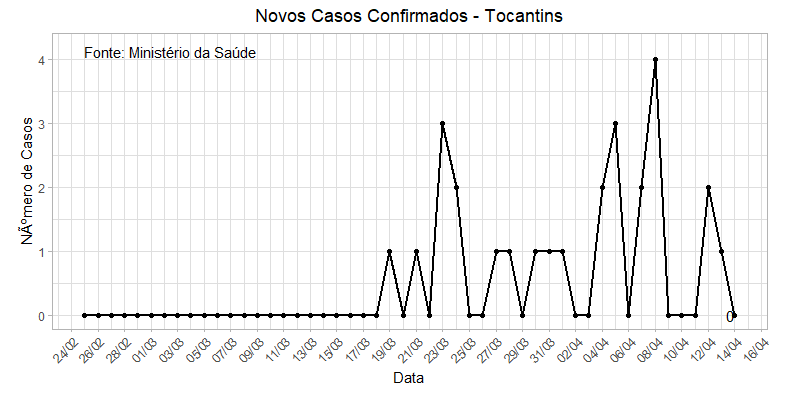 Novos Casos Confirmados - Tocantins
Fonte: Ministério da Saúde
NÃºmero de Casos
4
3
2
1
0
0
24/02 26/02 28/02 01/03 03/03 05/03 07/03 09/03 11/03 13/03 15/03 17/03 19/03 21/03 23/03 25/03 27/03 29/03 31/03 02/04 04/04 06/04 08/04 10/04 12/04 14/04 16/04
Data